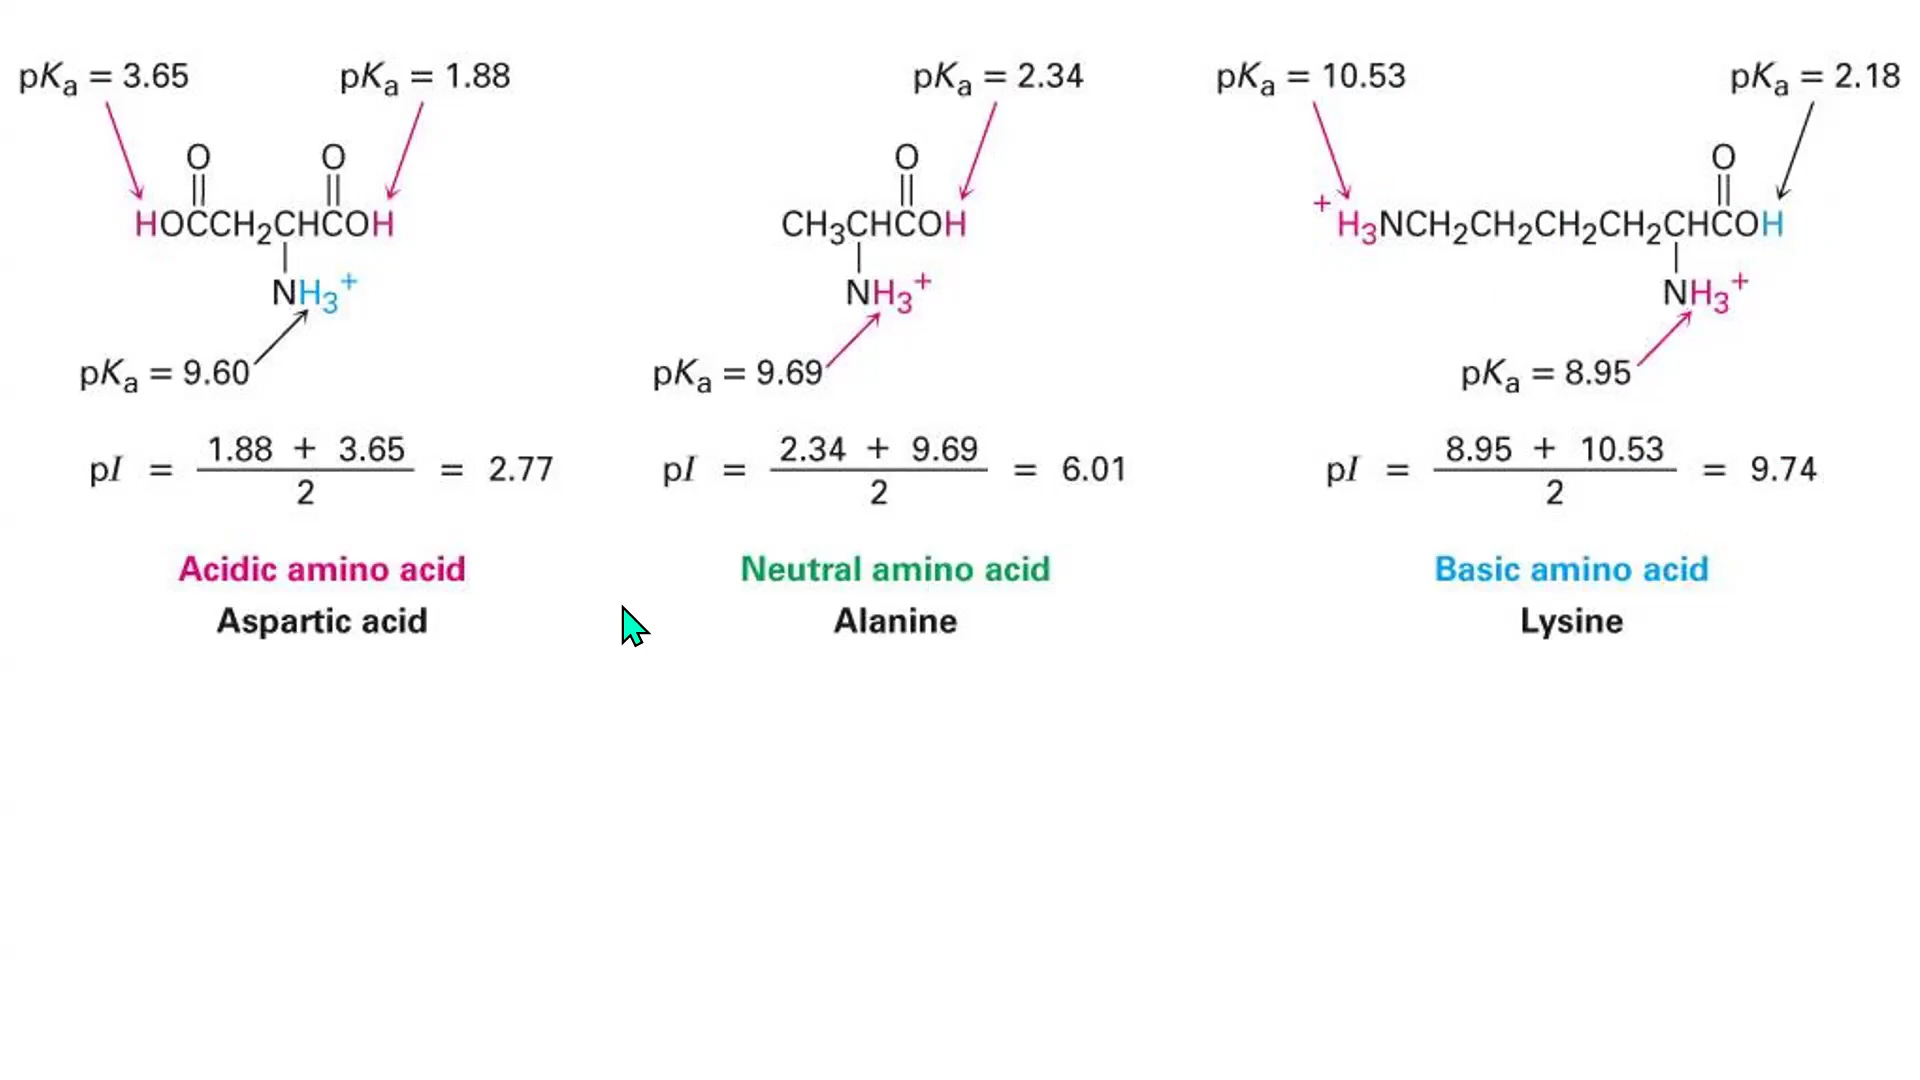 pKa = 3.65
pKa = 1.88
pKa = 2.34
pKa = 10.53
pKa = 2.18
O O
HOCCH2CHCOH
NH3+
pKa = 9.60
O
CH3CHCOH
NH3+
pKa = 9.69
O
+H3NCH2CH2CH2CH2CHCOH
NH3+
pKa = 8.95
pI = 1.88 + 3.65 / 2 = 2.77
pI = 2.34 + 9.69 / 2 = 6.01
pI = 8.95 + 10.53 / 2 = 9.74
Acidic amino acid
Aspartic acid
Neutral amino acid
Alanine
Basic amino acid
Lysine